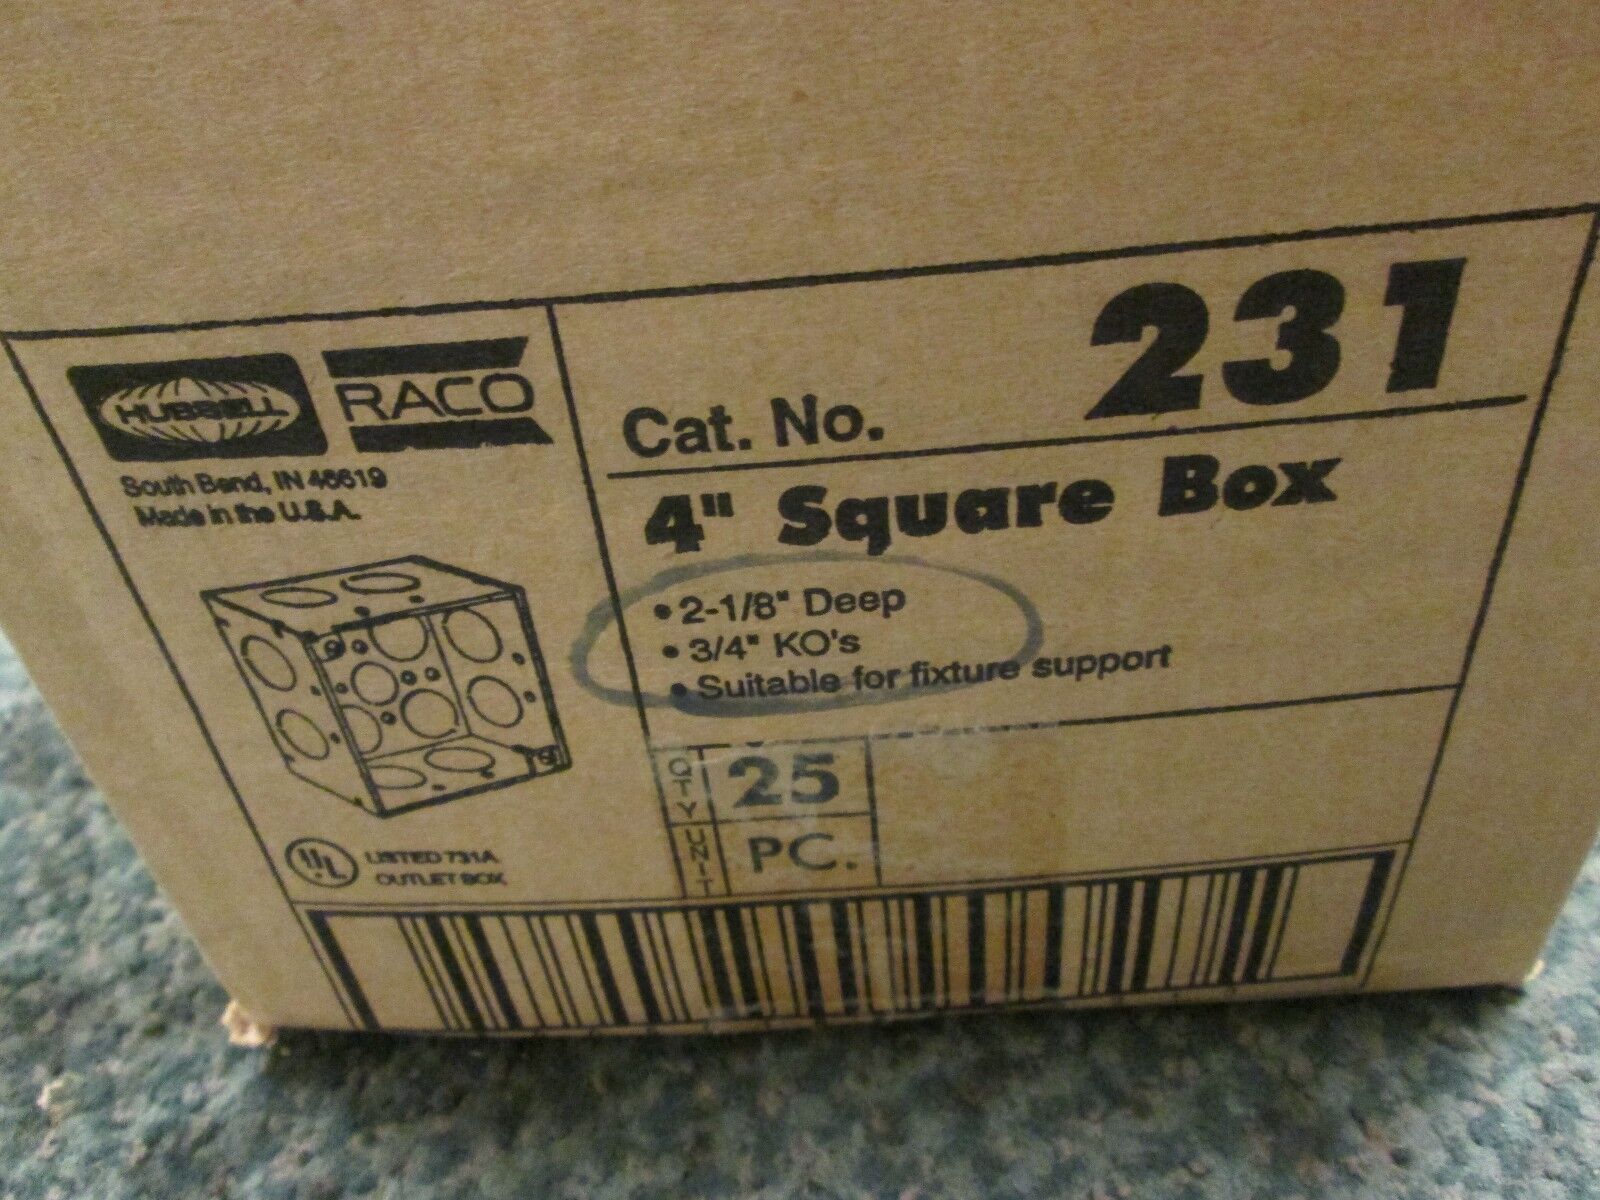 HUBBELL
RACO
South Bend, IN 46619
Made in the U.S.A.
Cat. No. 231
4" Square Box
• 2-1/8" Deep
• 3/4" KO's
• Suitable for fixture support
QTY 25
UNIT PC.
UL LISTED 731A
OUTLET BOX